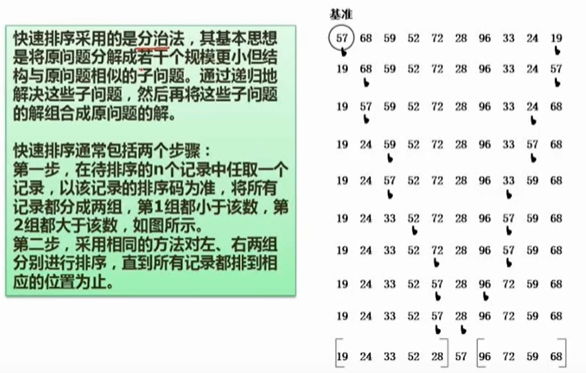 快速排序采用的是分治法，其基本思想
是将原问题分解成若干个规模更小但结
构与原问题相似的子问题。通过递归地
解决这些子问题，然后再将这些子问题
的解组合成原问题的解。
快速排序通常包括两个步骤：
第一步，在待排序的n个记录中任取一个
记录，以该记录的排序码为准，将所有
记录都分成两组，第1组都小于该数，第
2组都大于该数，如图所示。
第二步，采用相同的方法对左、右两组
分别进行排序，直到所有记录都排到相
应的位置为止。
基准
57 68 59 52 72 28 96 33 24 19
19 68 59 52 72 28 96 33 24 57
19 57 59 52 72 28 96 33 24 68
19 24 59 52 72 28 96 33 57 68
19 24 57 52 72 28 96 33 59 68
19 24 33 52 72 28 96 57 59 68
19 24 33 52 72 28 96 57 59 68
19 24 33 52 57 28 96 72 59 68
19 24 33 52 57 28 96 72 59 68
[19 24 33 52 28] 57 [96 72 59 68]